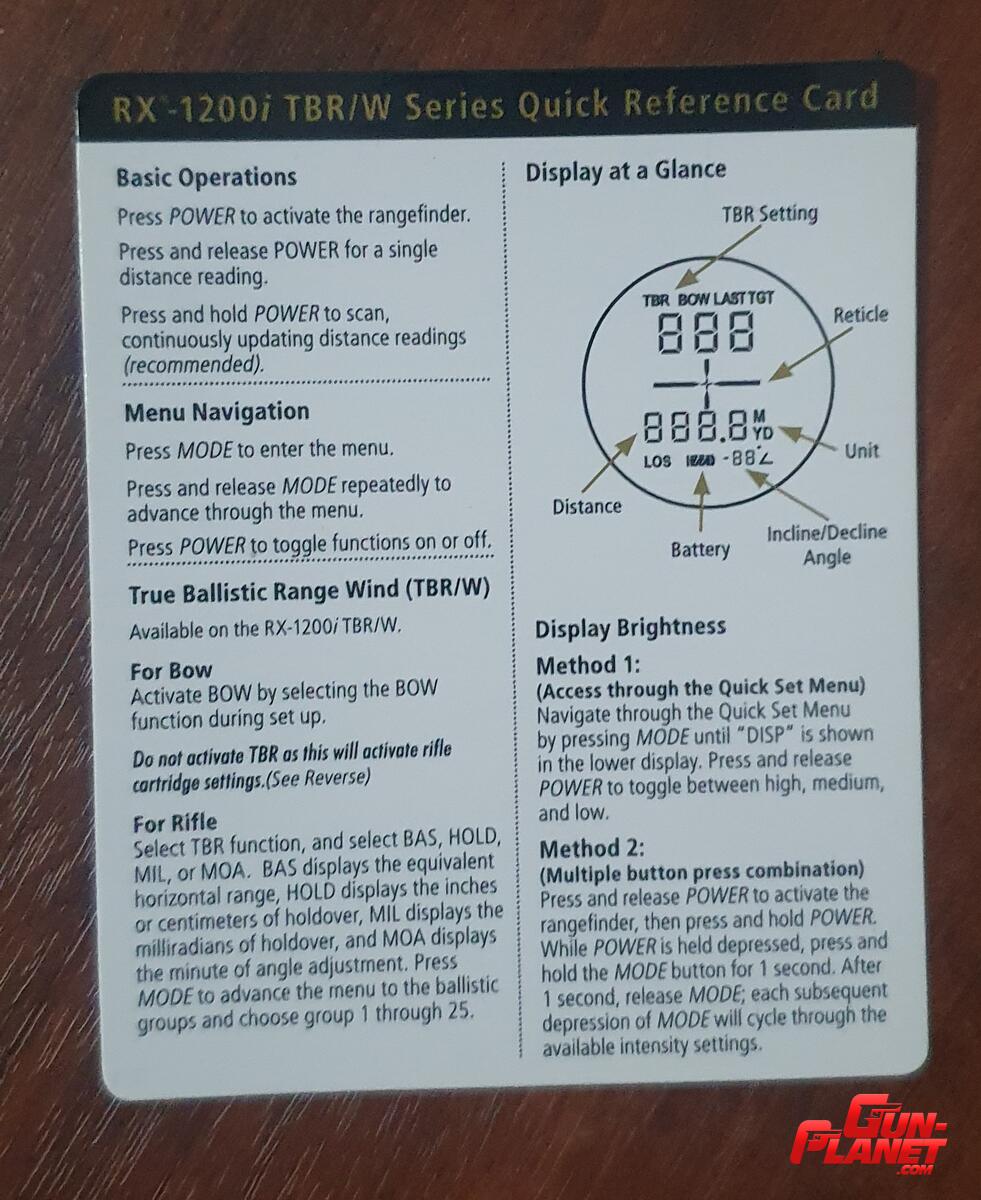 RX®-1200i TBR/W Series Quick Reference Card
Basic Operations
Press POWER to activate the rangefinder.
Press and release POWER for a single
distance reading.
Press and hold POWER to scan,
continuously updating distance readings
(recommended).
Menu Navigation
Press MODE to enter the menu.
Press and release MODE repeatedly to
advance through the menu.
Press POWER to toggle functions on or off.
True Ballistic Range Wind (TBR/W)
Available on the RX-1200i TBR/W.
For Bow
Activate BOW by selecting the BOW
function during set up.
Do not activate TBR as this will activate rifle
cartridge settings.(See Reverse)
For Rifle
Select TBR function, and select BAS, HOLD,
MIL, or MOA. BAS displays the equivalent
horizontal range, HOLD displays the inches
or centimeters of holdover, MIL displays the
milliradians of holdover, and MOA displays
the minute of angle adjustment. Press
MODE to advance the menu to the ballistic
groups and choose group 1 through 25.
Display at a Glance
TBR Setting
TBR BOW LAST TGT
888
Reticle
888.8 M YD
Unit
LOS -88°∠
Distance
Battery
Incline/Decline
Angle
Display Brightness
Method 1:
(Access through the Quick Set Menu)
Navigate through the Quick Set Menu
by pressing MODE until "DISP" is shown
in the lower display. Press and release
POWER to toggle between high, medium,
and low.
Method 2:
(Multiple button press combination)
Press and release POWER to activate the
rangefinder, then press and hold POWER.
While POWER is held depressed, press and
hold the MODE button for 1 second. After
1 second, release MODE; each subsequent
depression of MODE will cycle through the
available intensity settings.
GUN-
PLANET
.COM